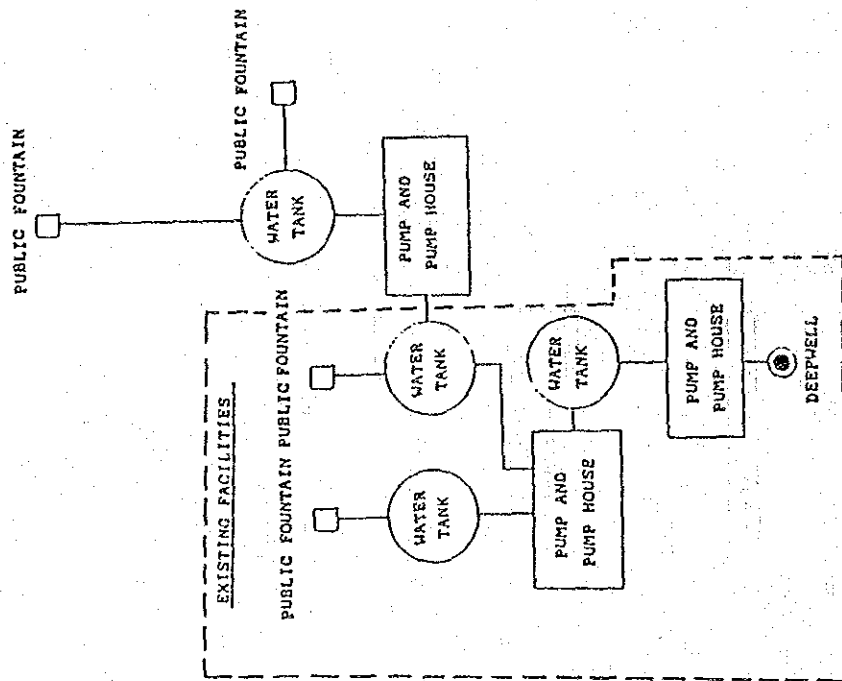 EXISTING FACILITIES
PUBLIC FOUNTAIN
PUBLIC FOUNTAIN
PUBLIC FOUNTAIN
PUBLIC FOUNTAIN
WATER
TANK
WATER
TANK
WATER
TANK
PUMP AND
PUMP HOUSE
PUMP AND
PUMP HOUSE
WATER
TANK
PUMP AND
PUMP HOUSE
DEEPWELL